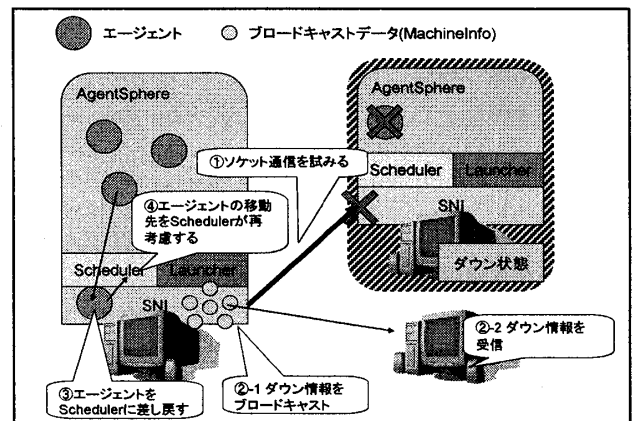 エージェント
ブロードキャストデータ(MachineInfo)
AgentSphere
AgentSphere
①ソケット通信を試みる
Scheduler
Launcher
④エージェントの移動
先をSchedulerが再
考慮する
SNI
ダウン状態
Scheduler
Launcher
SNI
②-2 ダウン情報を
受信
③エージェントを
Schedulerに差し戻す
②-1 ダウン情報を
ブロードキャスト